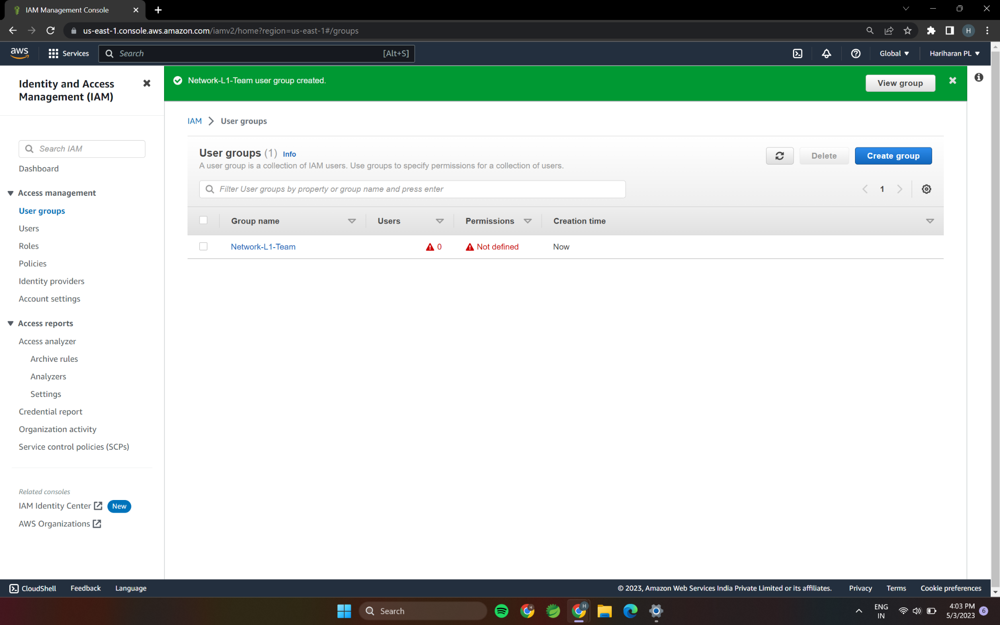 IAM Management Console
us-east-1.console.aws.amazon.com/iamv2/home?region=us-east-1#/groups
H
aws
Services
Search
[Alt+S]
Global
Hariharan PL
Identity and Access
Management (IAM)
Search IAM
Dashboard
Access management
User groups
Users
Roles
Policies
Identity providers
Account settings
Access reports
Access analyzer
Archive rules
Analyzers
Settings
Credential report
Organization activity
Service control policies (SCPs)
Related consoles
IAM Identity Center
New
AWS Organizations
Network-L1-Team user group created.
View group
IAM
User groups
User groups (1) Info
A user group is a collection of IAM users. Use groups to specify permissions for a collection of users.
Delete
Create group
Filter User groups by property or group name and press enter
1
Group name
Users
Permissions
Creation time
Network-L1-Team
0
Not defined
Now
CloudShell
Feedback
Language
© 2023, Amazon Web Services India Private Limited or its affiliates.
Privacy
Terms
Cookie preferences
Search
H
H
ENG
IN
4:03 PM
5/3/2023
6